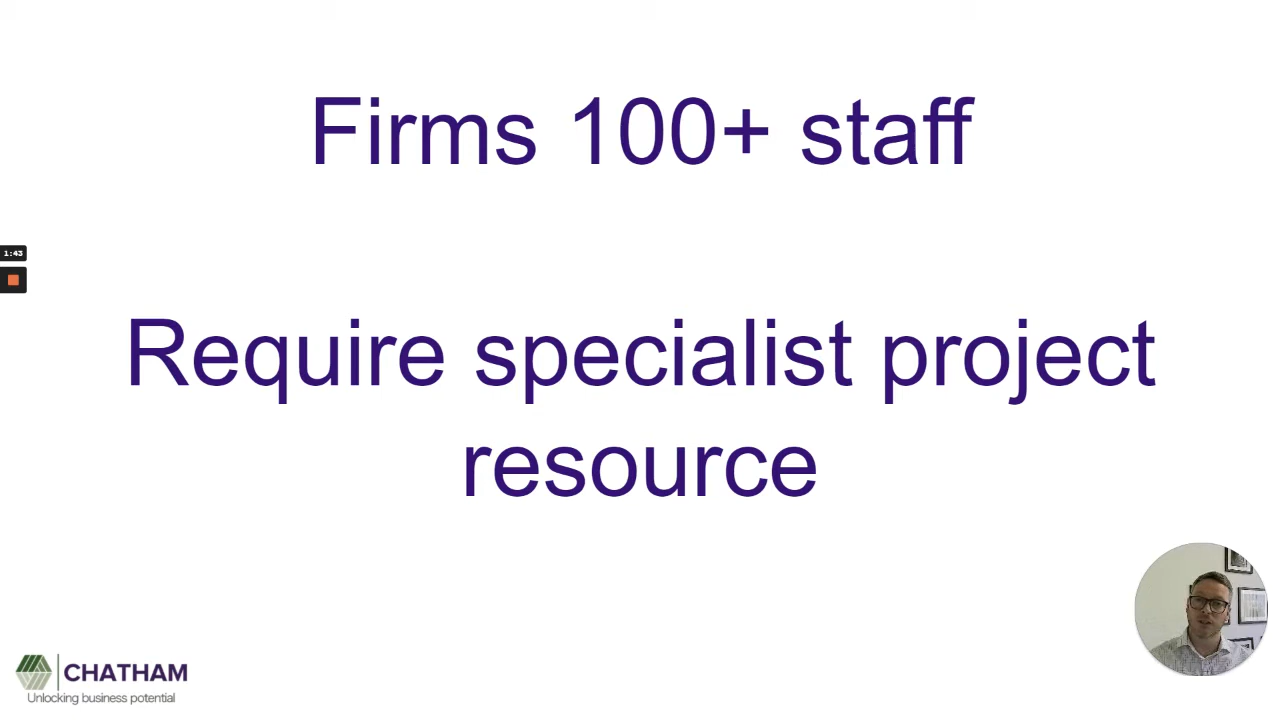 Firms 100+ staff
1:43
Require specialist project
resource
CHATHAM
Unlocking business potential